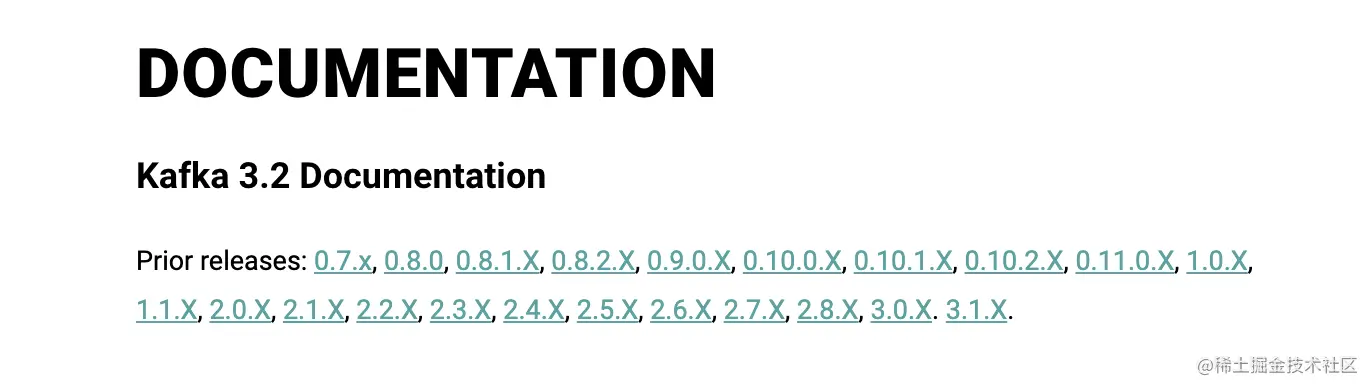 DOCUMENTATION
Kafka 3.2 Documentation
Prior releases: 0.7.x, 0.8.0, 0.8.1.X, 0.8.2.X, 0.9.0.X, 0.10.0.X, 0.10.1.X, 0.10.2.X, 0.11.0.X, 1.0.X,
1.1.X, 2.0.X, 2.1.X, 2.2.X, 2.3.X, 2.4.X, 2.5.X, 2.6.X, 2.7.X, 2.8.X, 3.0.X. 3.1.X.
@稀土掘金技术社区